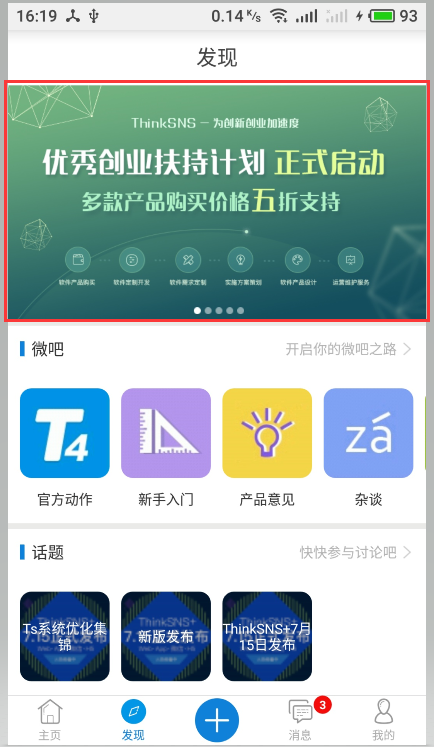 16:19 0.14 K/s 93
发现
ThinkSNS — 为创新创业加速度
优秀创业扶持计划 正式启动
多款产品购买价格五折支持
软件产品购买 软件定制开发 软件需求定制 实施方案策划 软件产品设计 运营维护服务
微吧 开启你的微吧之路
T4
zá
官方动作 新手入门 产品意见 杂谈
话题 快快参与讨论吧
Ts系统优化集
锦
新版发布
ThinkSNS+7月
15日发布
3
主页 发现 消息 我的